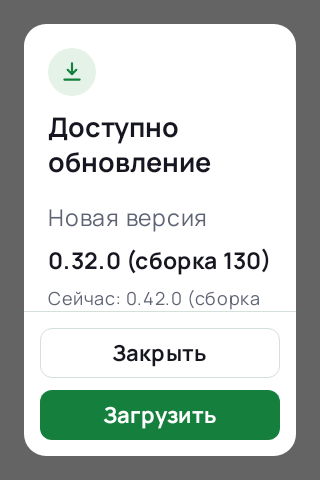 Доступно
обновление
Новая версия
0.32.0 (сборка 130)
Сейчас: 0.42.0 (сборка
Закрыть
Загрузить